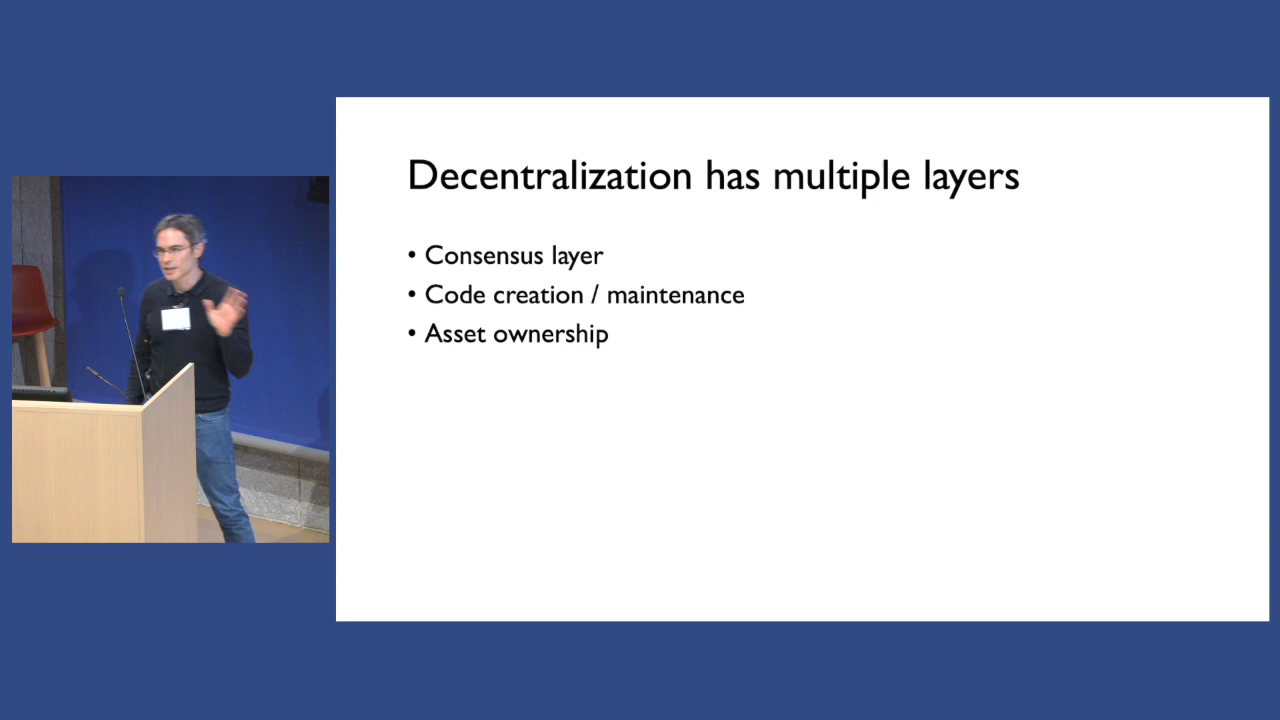 Decentralization has multiple layers
• Consensus layer
• Code creation / maintenance
• Asset ownership